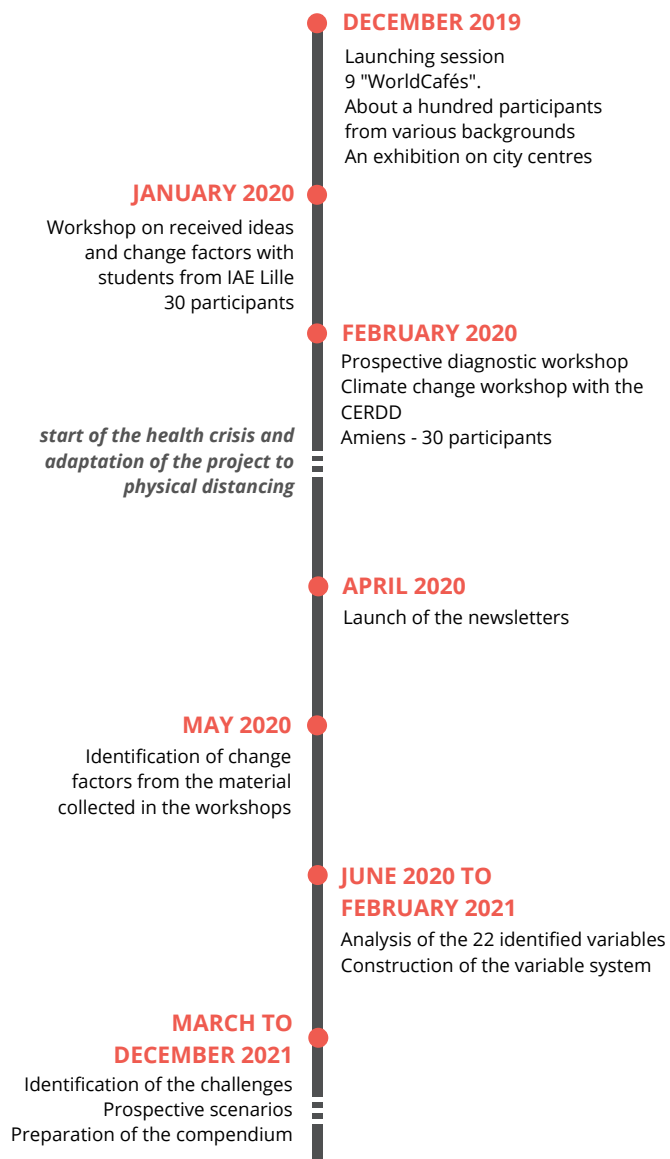 DECEMBER 2019
Launching session
9 "WorldCafés".
About a hundred participants
from various backgrounds
An exhibition on city centres
JANUARY 2020
Workshop on received ideas
and change factors with
students from IAE Lille
30 participants
FEBRUARY 2020
Prospective diagnostic workshop
Climate change workshop with the
CERDD
Amiens - 30 participants
start of the health crisis and
adaptation of the project to
physical distancing
APRIL 2020
Launch of the newsletters
MAY 2020
Identification of change
factors from the material
collected in the workshops
JUNE 2020 TO
FEBRUARY 2021
Analysis of the 22 identified variables
Construction of the variable system
MARCH TO
DECEMBER 2021
Identification of the challenges
Prospective scenarios
Preparation of the compendium